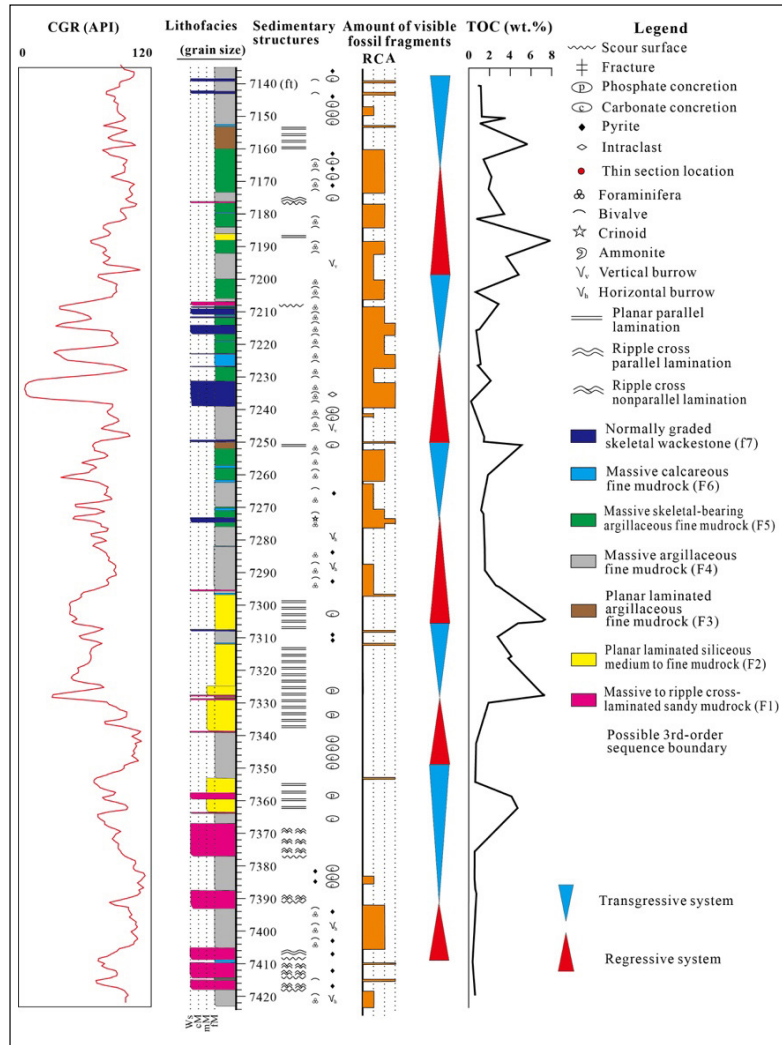 CGR (API)
0 120
Lithofacies
(grain size)
Sedimentary
structures
Amount of visible
fossil fragments
R C A
TOC (wt.%)
0 2 4 6 8
7140 (ft)
7150
7160
7170
7180
7190
7200
7210
7220
7230
7240
7250
7260
7270
7280
7290
7300
7310
7320
7330
7340
7350
7360
7370
7380
7390
7400
7410
7420
Ws
cM
mM
fM
Legend
Scour surface
Fracture
p Phosphate concretion
c Carbonate concretion
Pyrite
Intraclast
Thin section location
Foraminifera
Bivalve
Crinoid
Ammonite
Vv Vertical burrow
Vh Horizontal burrow
Planar parallel
lamination
Ripple cross
parallel lamination
Ripple cross
nonparallel lamination
Normally graded
skeletal wackestone (f7)
Massive calcareous
fine mudrock (F6)
Massive skeletal-bearing
argillaceous fine mudrock (F5)
Massive argillaceous
fine mudrock (F4)
Planar laminated
argillaceous
fine mudrock (F3)
Planar laminated siliceous
medium to fine mudrock (F2)
Massive to ripple cross-
laminated sandy mudrock (F1)
Possible 3rd-order
sequence boundary
Transgressive system
Regressive system